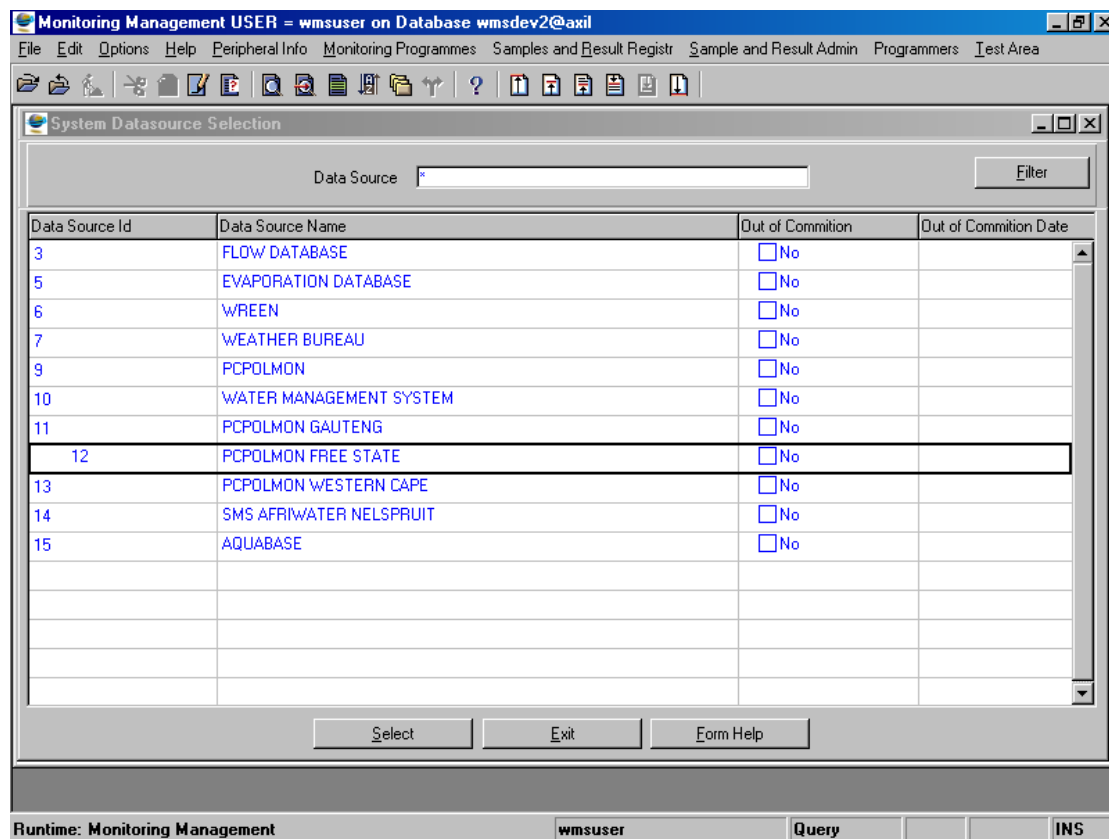 Monitoring Management USER = wmsuser on Database wmsdev2@axil
File Edit Options Help Peripheral Info Monitoring Programmes Samples and Result Registr Sample and Result Admin Programmers Test Area
System Datasource Selection
Data Source * Filter
Data Source Id Data Source Name Out of Commition Out of Commition Date
3 FLOW DATABASE No
5 EVAPORATION DATABASE No
6 WREEN No
7 WEATHER BUREAU No
9 PCPOLMON No
10 WATER MANAGEMENT SYSTEM No
11 PCPOLMON GAUTENG No
12 PCPOLMON FREE STATE No
13 PCPOLMON WESTERN CAPE No
14 SMS AFRIWATER NELSPRUIT No
15 AQUABASE No
Select Exit Form Help
Runtime: Monitoring Management wmsuser Query INS